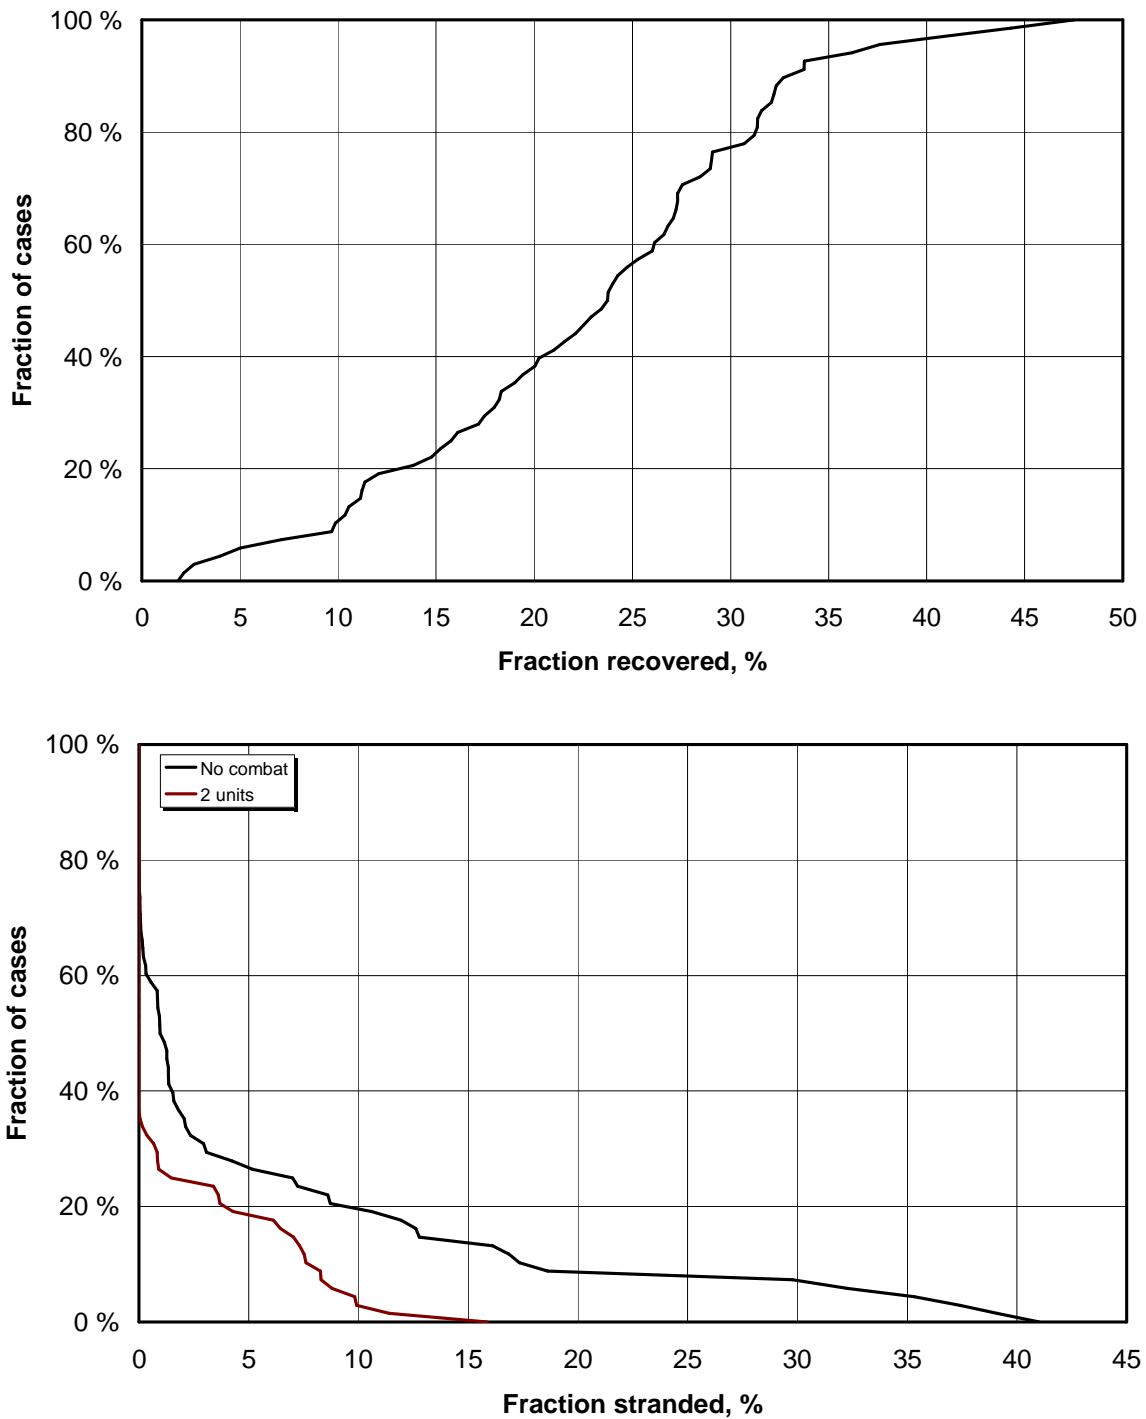 100 %
80 %
60 %
40 %
20 %
0 %
Fraction of cases
0 5 10 15 20 25 30 35 40 45 50
Fraction recovered, %
100 %
80 %
60 %
40 %
20 %
0 %
Fraction of cases
No combat
2 units
0 5 10 15 20 25 30 35 40 45
Fraction stranded, %